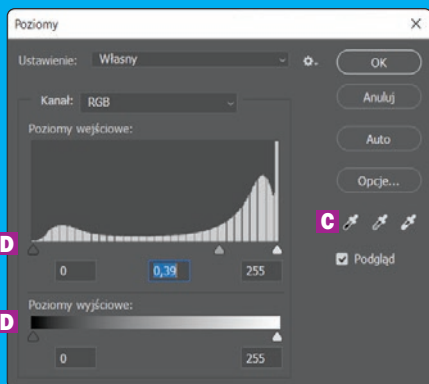 Poziomy
Ustawienie: Własny
OK
Kanał: RGB
Anuluj
Poziomy wejściowe:
Auto
Opcje...
C
D
0 0,39 255
Podgląd
Poziomy wyjściowe:
D
0 255